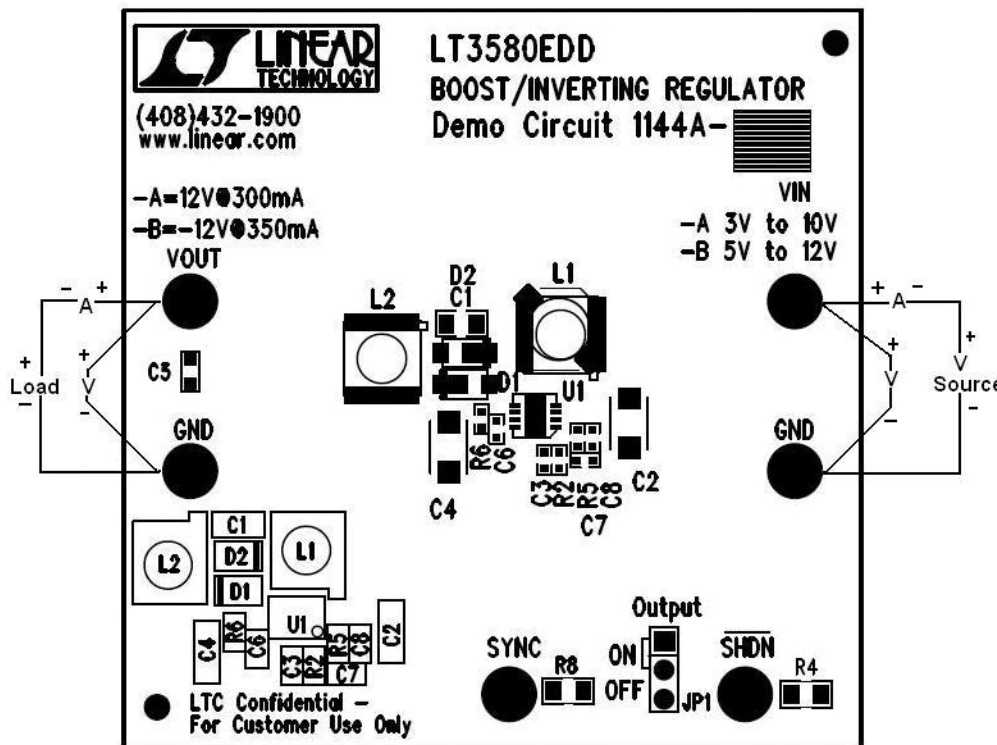 LINEAR
TECHNOLOGY
(408)432-1900
www.linear.com
LT3580EDD
BOOST/INVERTING REGULATOR
Demo Circuit 1144A-
-A=12V@300mA
-B=-12V@350mA
VOUT
VIN
-A 3V to 10V
-B 5V to 12V
- A +
+ A -
+
Load
-
+
V
-
C5
GND
L2
D2
C1
L1
D1
U1
R6
C6
C4
C3
R2
R5
C8
C7
C2
+
V
-
+
V
Source
-
GND
L2
C1
D2
D1
L1
U1
C4
R6
C6
C3
R2
R5
C8
C7
C2
LTC Confidential -
For Customer Use Only
SYNC
R8
Output
ON
OFF
JP1
SHDN
R4